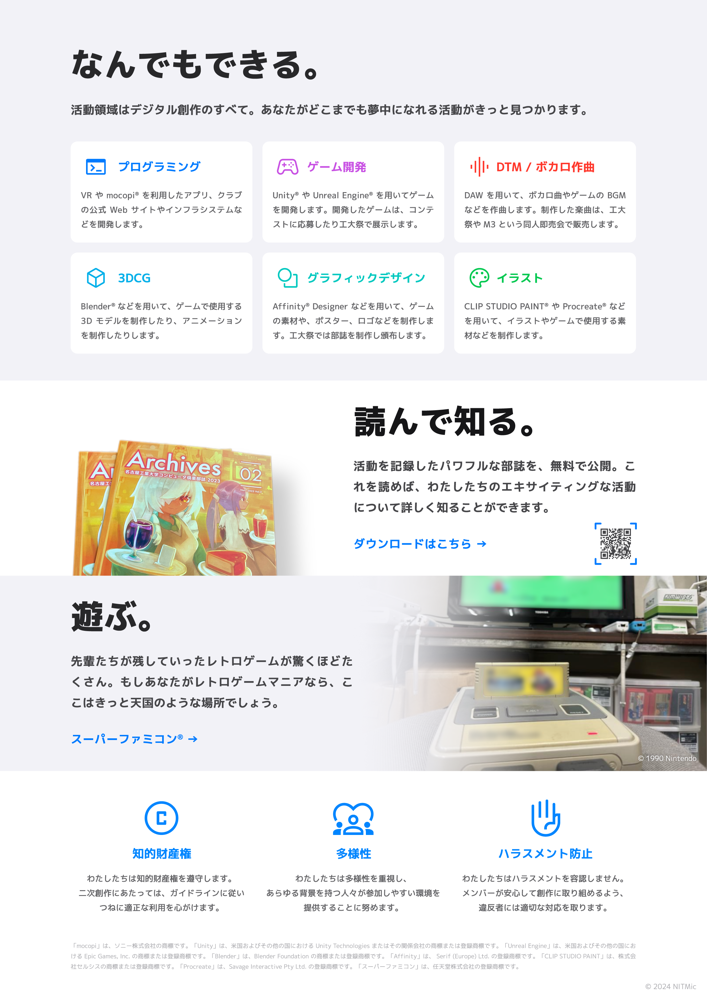 なんでもできる。
活動領域はデジタル創作のすべて。あなたがどこまでも夢中になれる活動がきっと見つかります。
プログラミング
VR や mocopi® を利用したアプリ、クラブ
の公式 Web サイトやインフラシステムな
どを開発します。
ゲーム開発
Unity® や Unreal Engine® を用いてゲーム
を開発します。開発したゲームは、コンテ
ストに応募したり工大祭で展示します。
DTM / ボカロ作曲
DAW を用いて、ボカロ曲やゲームの BGM
などを作曲します。制作した楽曲は、工大
祭や M3 という同人即売会で販売します。
3DCG
Blender® などを用いて、ゲームで使用する
3D モデルを制作したり、アニメーション
を制作したりします。
グラフィックデザイン
Affinity® Designer などを用いて、ゲーム
の素材や、ポスター、ロゴなどを制作しま
す。工大祭では部誌を制作し頒布します。
イラスト
CLIP STUDIO PAINT® や Procreate® など
を用いて、イラストやゲームで使用する素
材などを制作します。
Archives
02
読んで知る。
活動を記録したパワフルな部誌を、無料で公開。こ
れを読めば、わたしたちのエキサイティングな活動
について詳しく知ることができます。
ダウンロードはこちら →
遊ぶ。
先輩たちが残していったレトロゲームが驚くほどた
くさん。もしあなたがレトロゲームマニアなら、こ
こはきっと天国のような場所でしょう。
スーパーファミコン® →
© 1990 Nintendo
知的財産権
わたしたちは知的財産権を遵守します。
二次創作にあたっては、ガイドラインに従い
つねに適正な利用を心がけます。
多様性
わたしたちは多様性を重視し、
あらゆる背景を持つ人々が参加しやすい環境を
提供することに努めます。
ハラスメント防止
わたしたちはハラスメントを容認しません。
メンバーが安心して創作に取り組めるよう、
違反者には適切な対応を取ります。
「mocopi」は、ソニー株式会社の商標です。「Unity」は、米国およびその他の国における Unity Technologies またはその関係会社の商標または登録商標です。「Unreal Engine」は、米国およびその他の国にお
ける Epic Games, Inc. の商標または登録商標です。「Blender」は、Blender Foundation の商標または登録商標です。「Affinity」は、 Serif (Europe) Ltd. の登録商標です。「CLIP STUDIO PAINT」は、株式会
社セルシスの商標または登録商標です。「Procreate」は、Savage Interactive Pty Ltd. の登録商標です。「スーパーファミコン」は、任天堂株式会社の登録商標です。
© 2024 NITMic